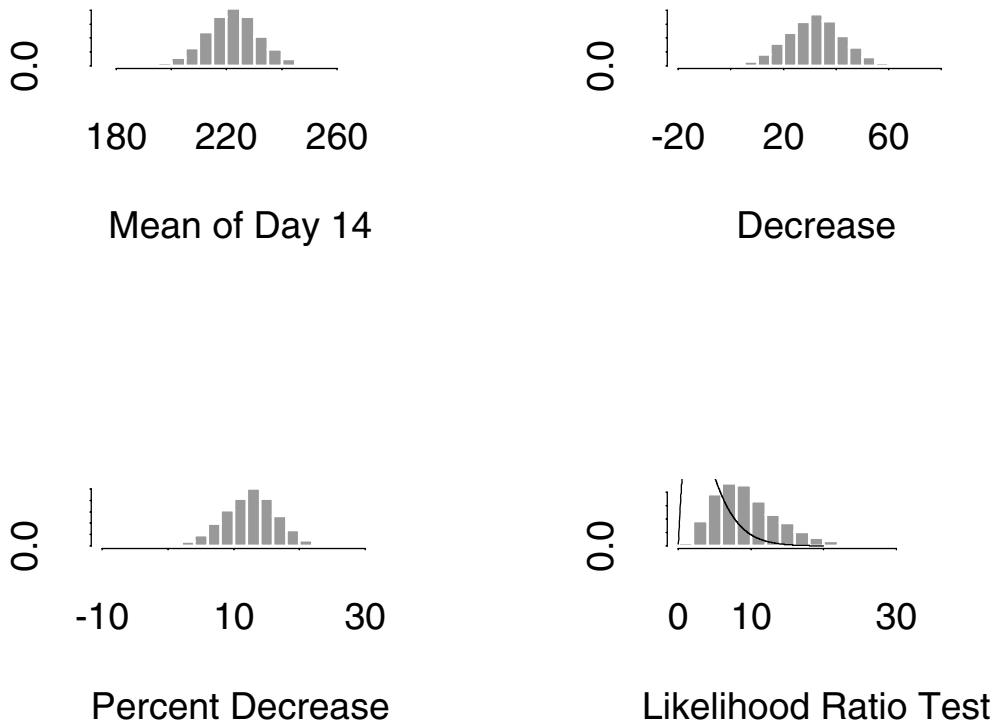 0.0
180 220 260
Mean of Day 14
0.0
-20 20 60
Decrease
0.0
-10 10 30
Percent Decrease
0.0
0 10 30
Likelihood Ratio Test